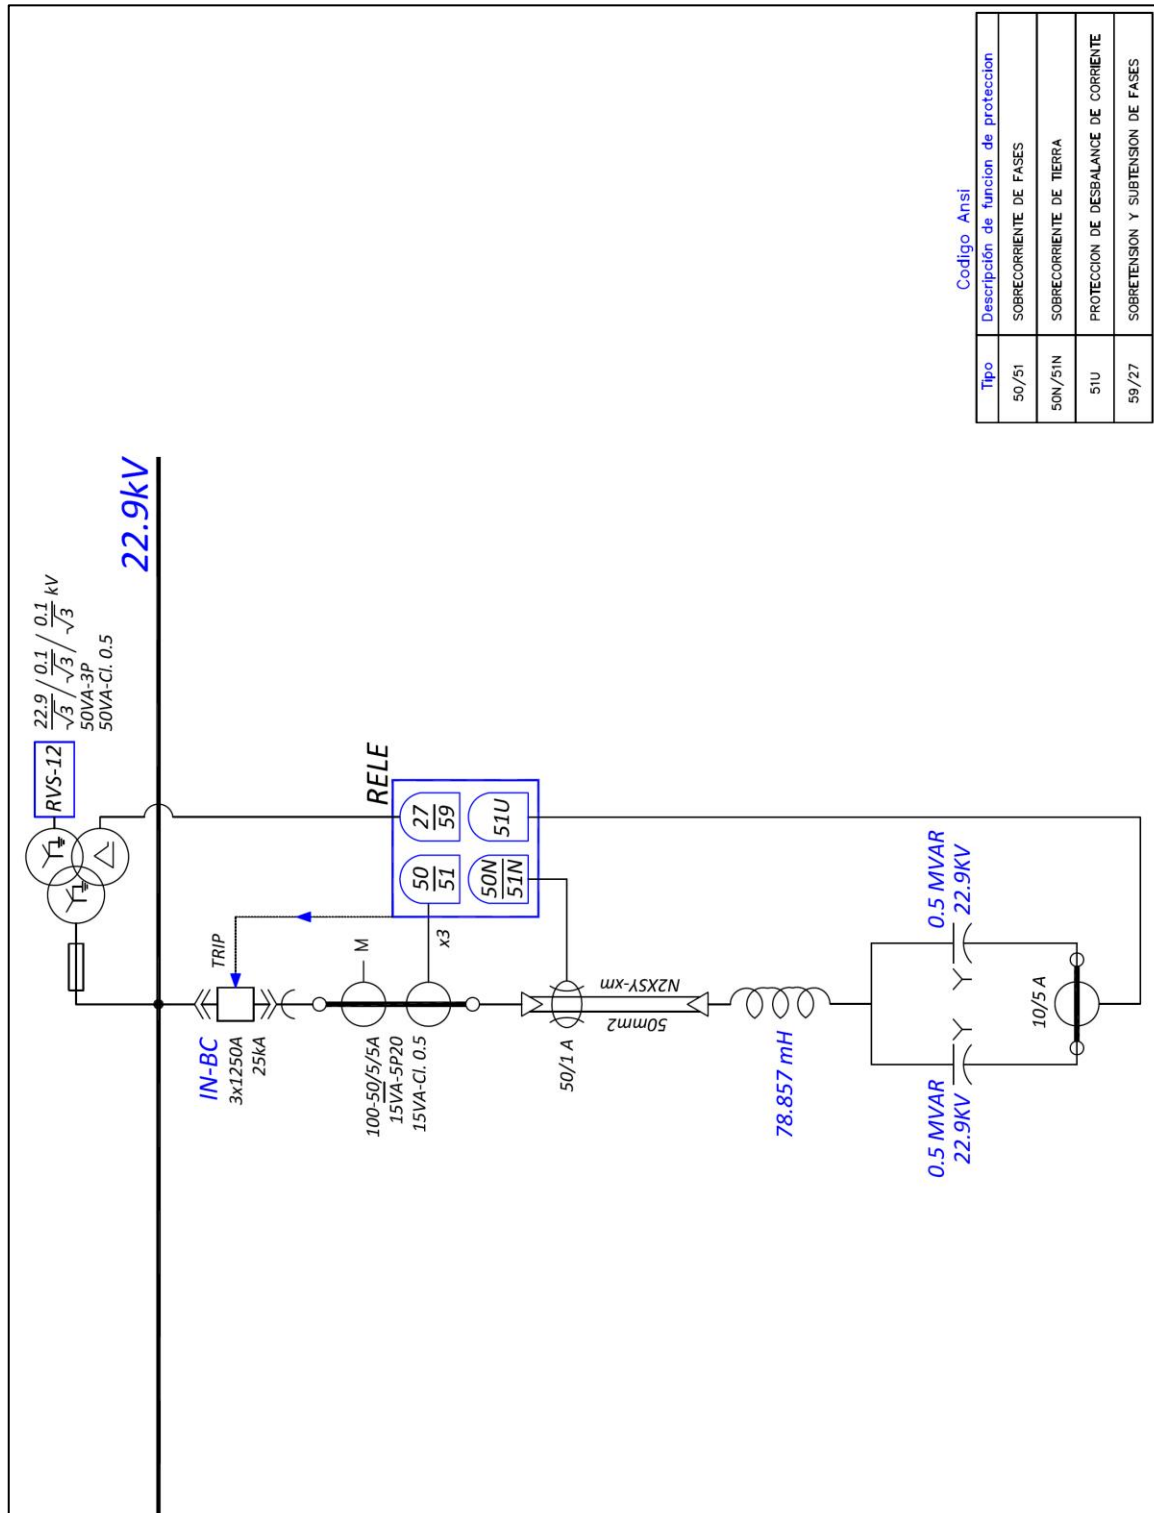 22.9/√3 / 0.1/√3 / 0.1/√3 kV
50VA-3P
50VA-Cl. 0.5
RVS-12
22.9kV
TRIP
IN-BC
3x1250A
25kA
M
100-50/5/5A
15VA-5P20
15VA-Cl. 0.5
x3
RELE
27
59
50
51
51U
50N
51N
50/1 A
50mm2
N2XSY-xm
78.857 mH
0.5 MVAR
22.9KV
0.5 MVAR
22.9KV
10/5 A
Codigo Ansi
Tipo Descripción de funcion de proteccion
50/51 SOBRECORRIENTE DE FASES
50N/51N SOBRECORRIENTE DE TIERRA
51U PROTECCION DE DESBALANCE DE CORRIENTE
59/27 SOBRETENSION Y SUBTENSION DE FASES